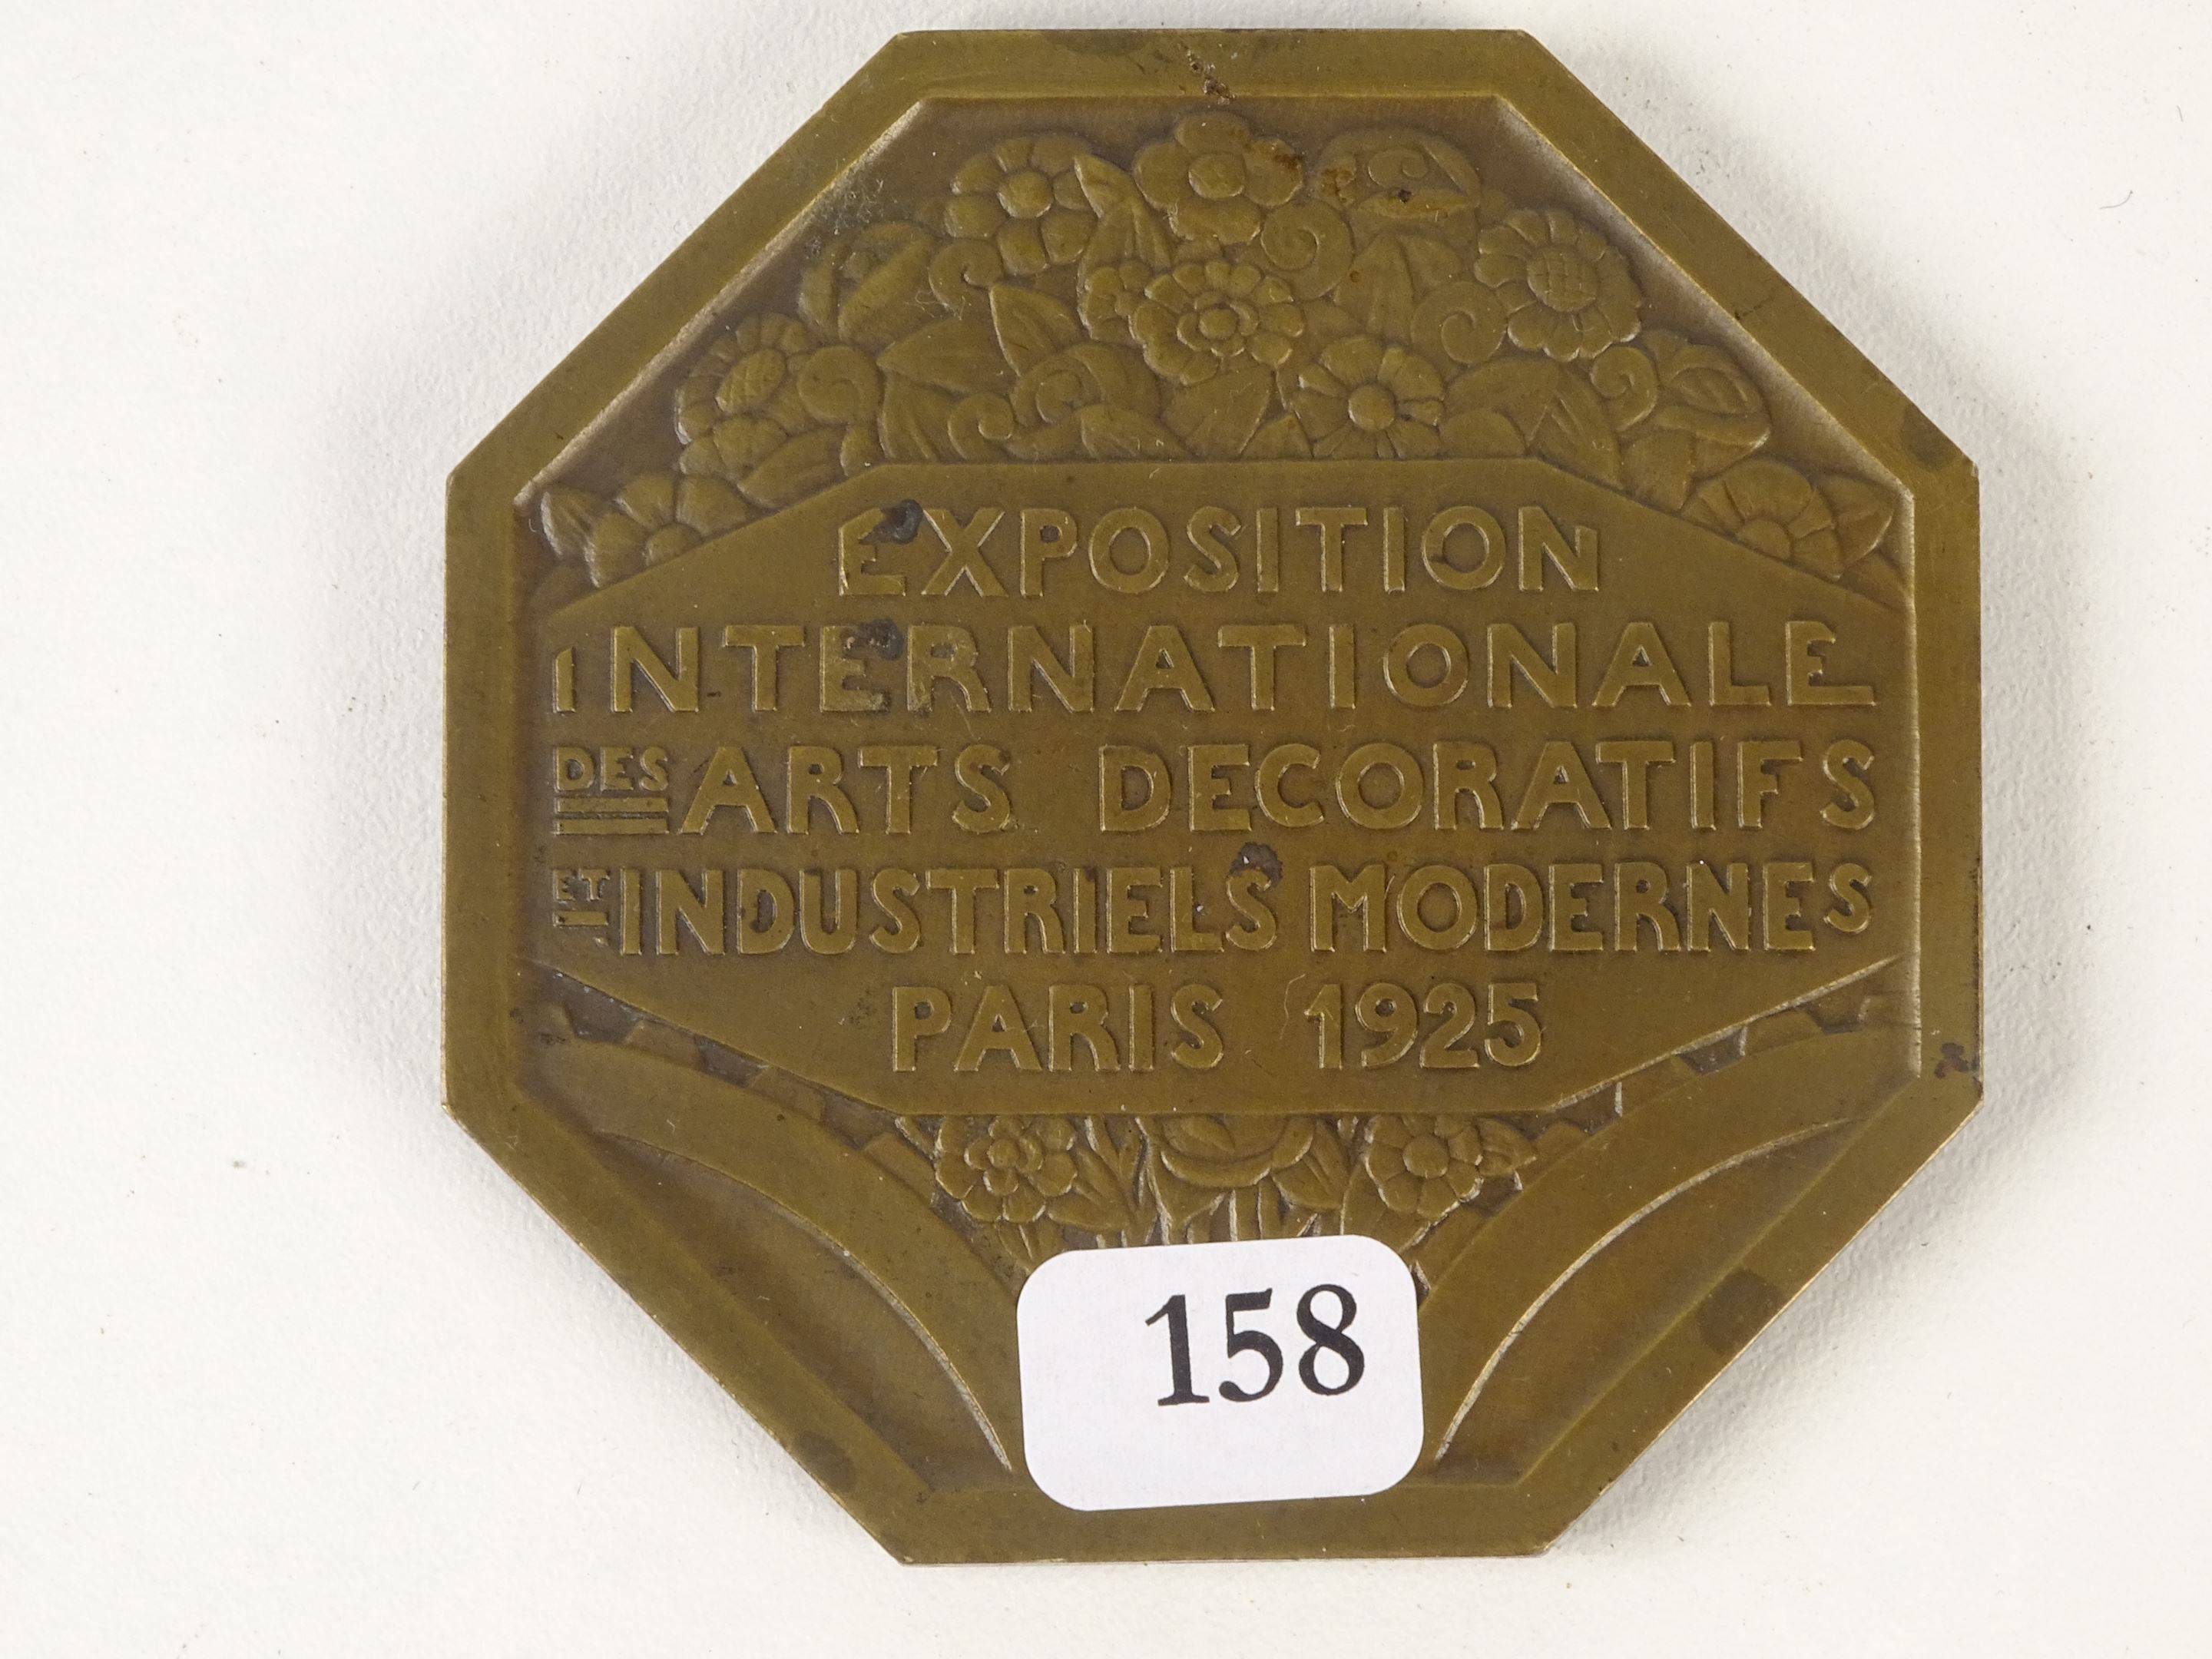 EXPOSITION
INTERNATIONALE
DES ARTS DECORATIFS
ET INDUSTRIELS MODERNES
PARIS 1925
158